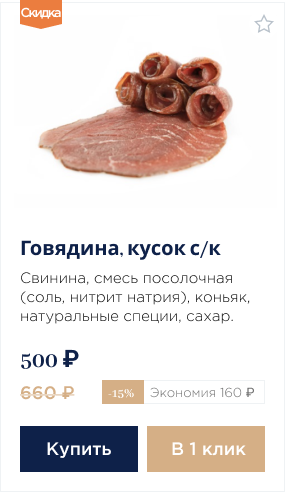 Скидка
Говядина, кусок с/к
Свинина, смесь посолочная
(соль, нитрит натрия), коньяк,
натуральные специи, сахар.
500 ₽
660 ₽
-15%
Экономия 160 ₽
Купить
В 1 клик